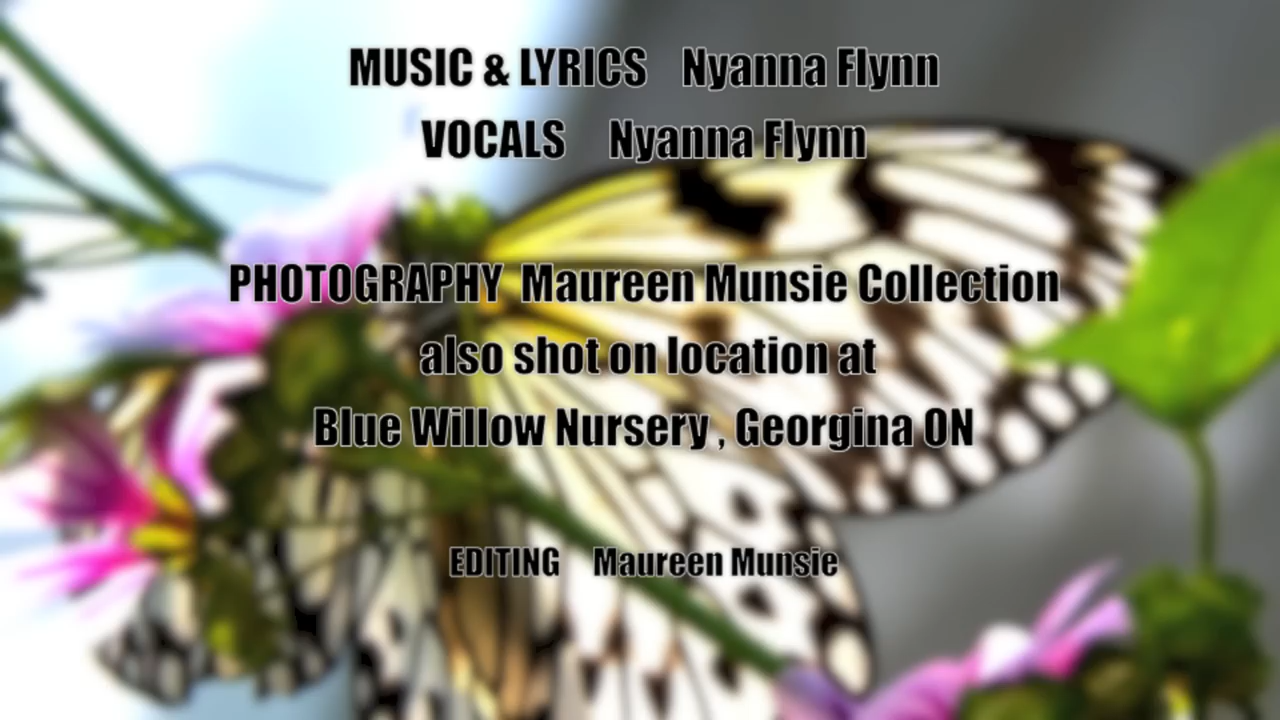 MUSIC & LYRICS Nyanna Flynn
VOCALS Nyanna Flynn
PHOTOGRAPHY Maureen Munsie Collection
also shot on location at
Blue Willow Nursery , Georgina ON
EDITING Maureen Munsie